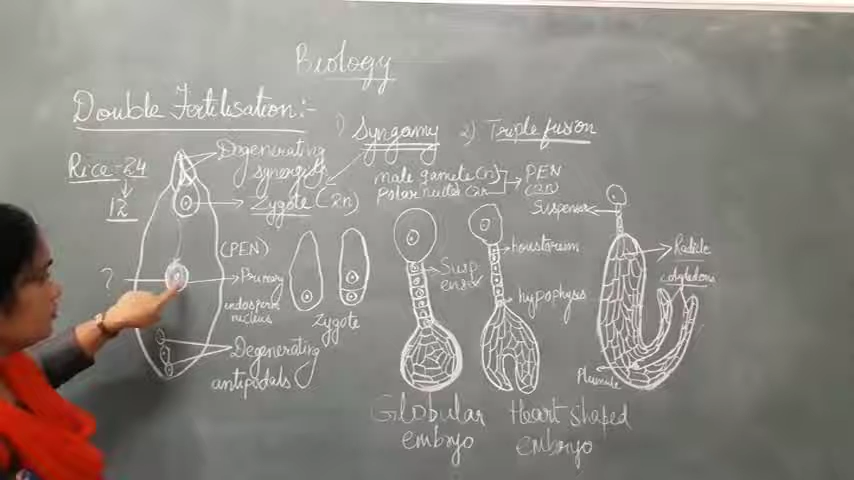 Biology
Double Fertilisation:-
1) Syngamy 2) Triple fusion
Rice-24
12
Degenerating
synergids
Zygote (2n)
male gamete (n)
Polar nuclei (2n
PEN
(3n)
(PEN)
?
Primary
endosperm
nucleus
Degenerating
antipodals
Zygote
Susp
ensor
Globular
embryo
houstorium
hypophysis
Heart shaped
embryo
Suspensor
Radicle
cotyledons
Plumule